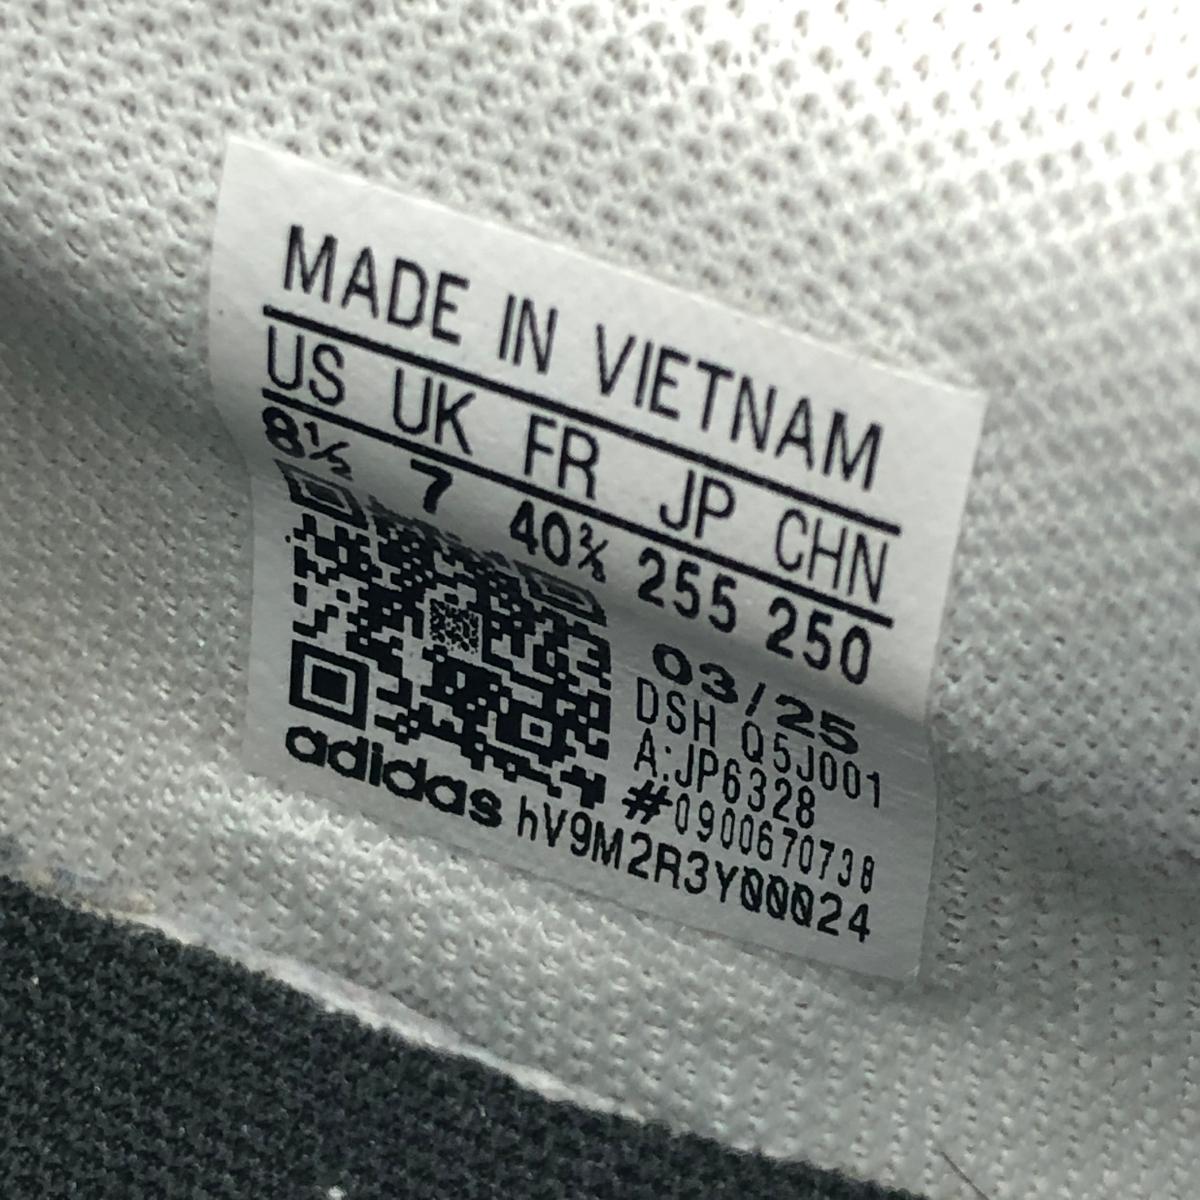 MADE IN VIETNAM
US UK FR JP CHN
8½ 7 40⅔ 255 250
03/25
DSH Q5J001
A:JP6328
#0900670738
adidas hV9M2R3Y00024